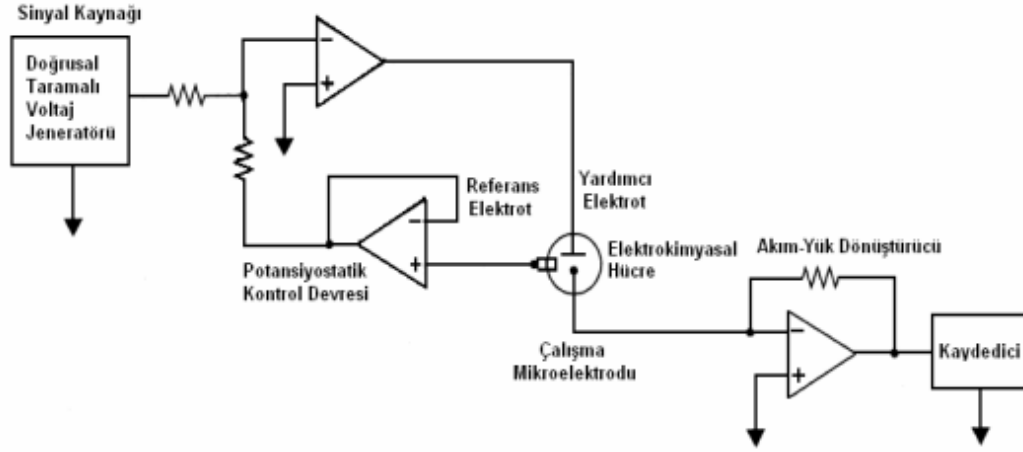 Sinyal Kaynağı
Doğrusal
Taramalı
Voltaj
Jeneratörü
Referans
Elektrot
Yardımcı
Elektrot
Potansiyostatik
Kontrol Devresi
Elektrokimyasal
Hücre
Akım-Yük Dönüştürücü
Çalışma
Mikroelektrodu
Kaydedici